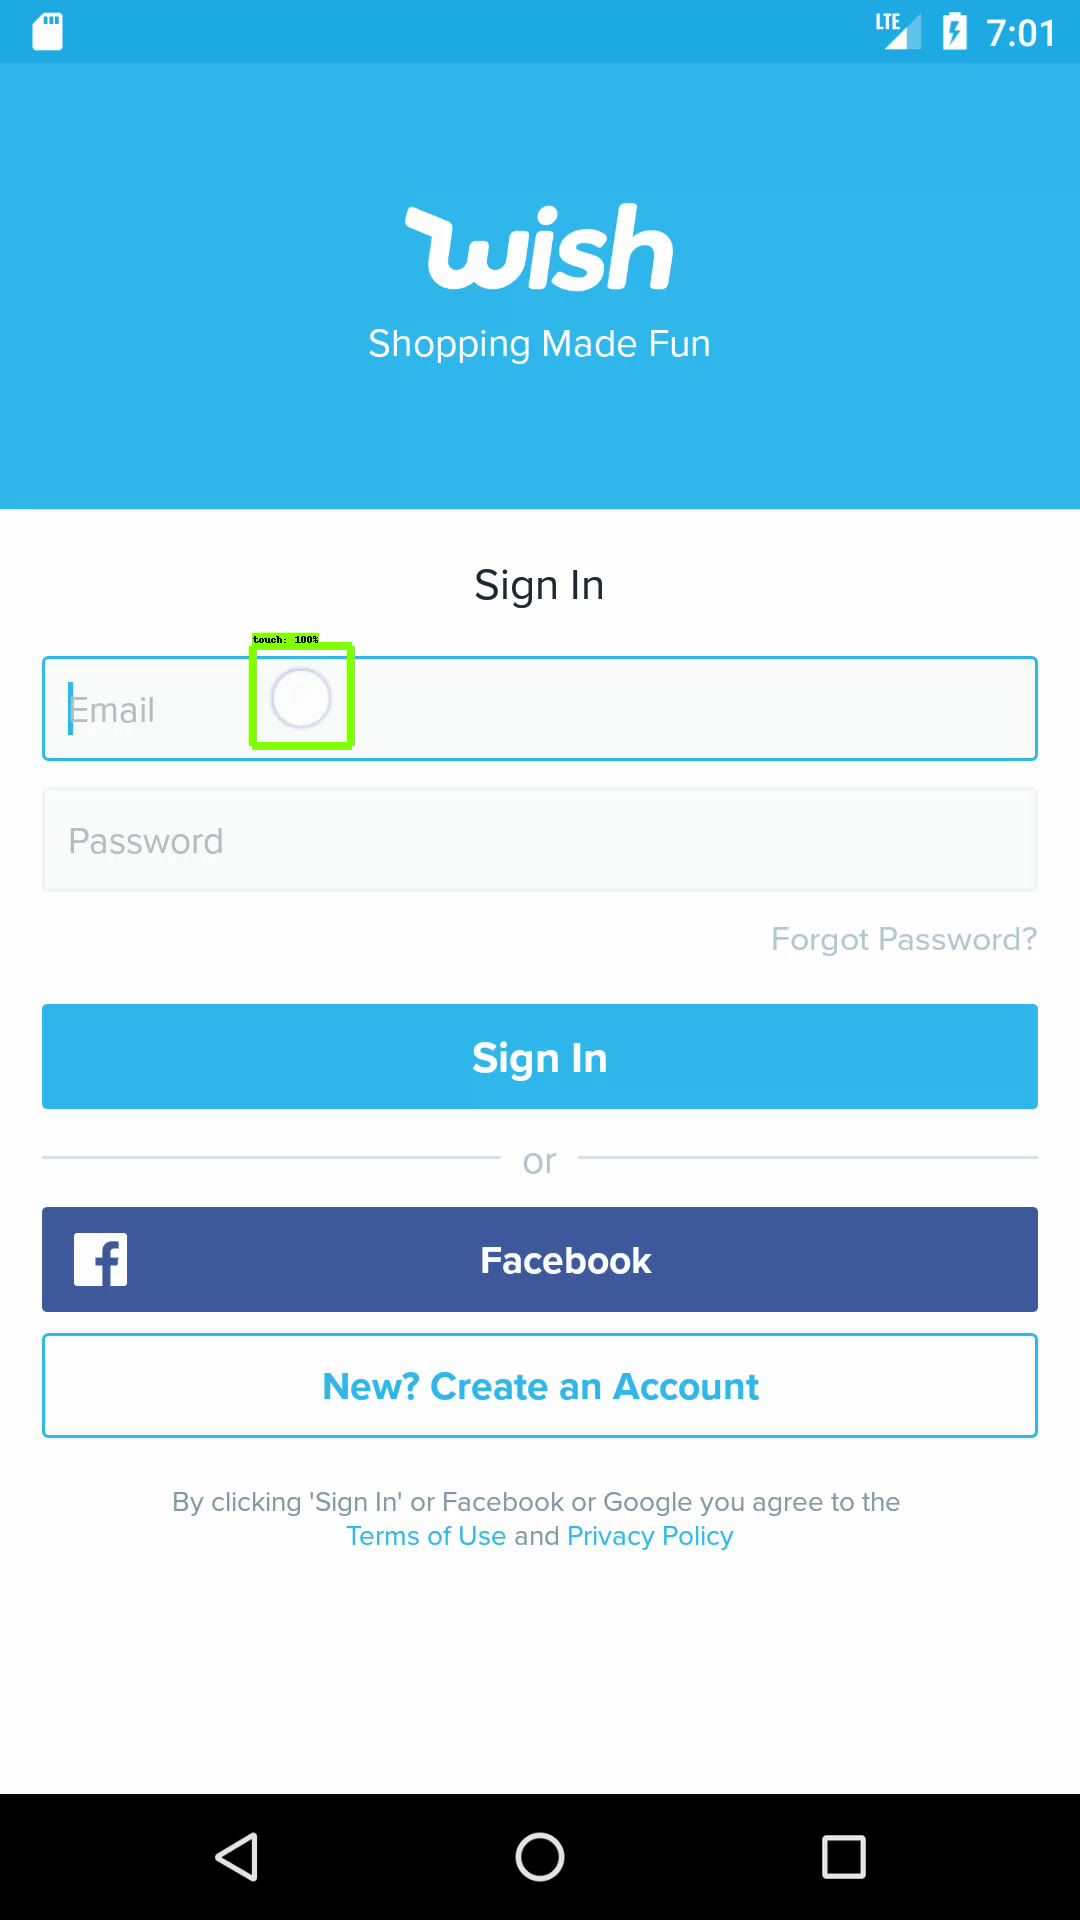 LTE 7:01
wish
Shopping Made Fun
Sign In
touch: 100%
Email
Password
Forgot Password?
Sign In
or
Facebook
New? Create an Account
By clicking 'Sign In' or Facebook or Google you agree to the
Terms of Use and Privacy Policy